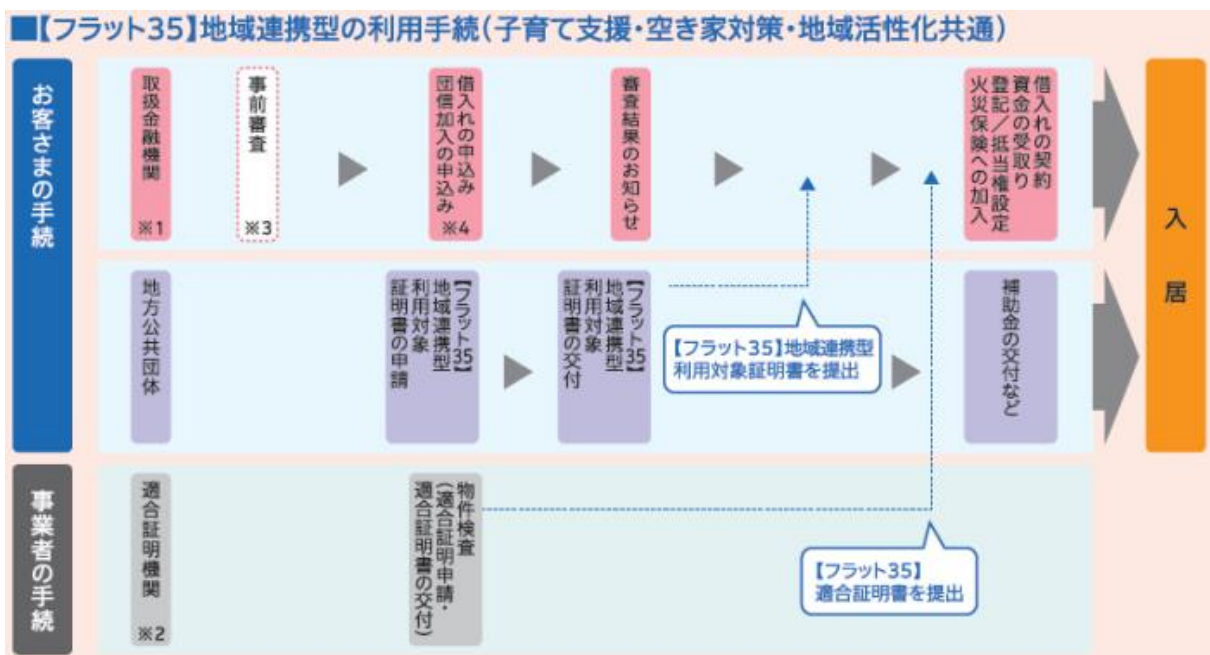 ■【フラット35】地域連携型の利用手続(子育て支援・空き家対策・地域活性化共通)
お客さまの手続
取扱金融機関
※1
事前審査
※3
借入れの申込み
団信加入の申込み
※4
審査結果のお知らせ
借入れの契約
資金の受取り
登記/抵当権設定
火災保険への加入
入居
地方公共団体
【フラット35】
地域連携型
利用対象
証明書の申請
【フラット35】
地域連携型
利用対象
証明書の交付
【フラット35】地域連携型
利用対象証明書を提出
補助金の交付など
事業者の手続
適合証明機関
※2
物件検査
(適合証明申請・
適合証明書の交付)
【フラット35】
適合証明書を提出